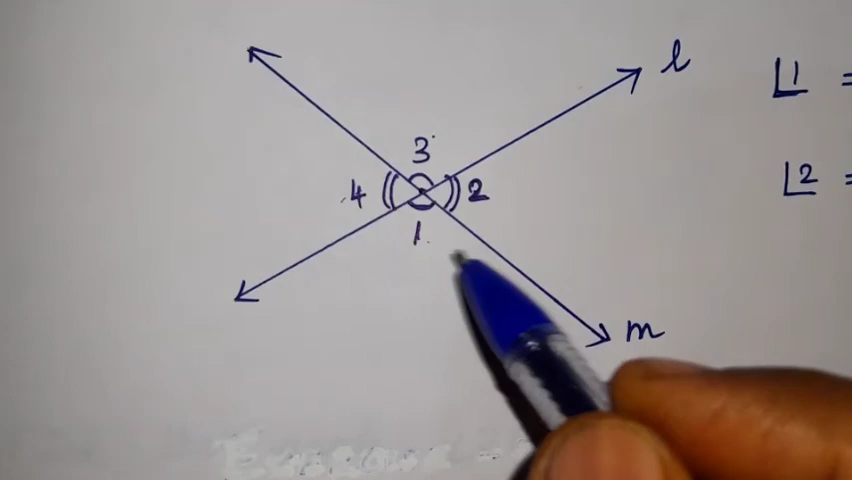 l
∠1 =
3
4 2
∠2 =
1
m